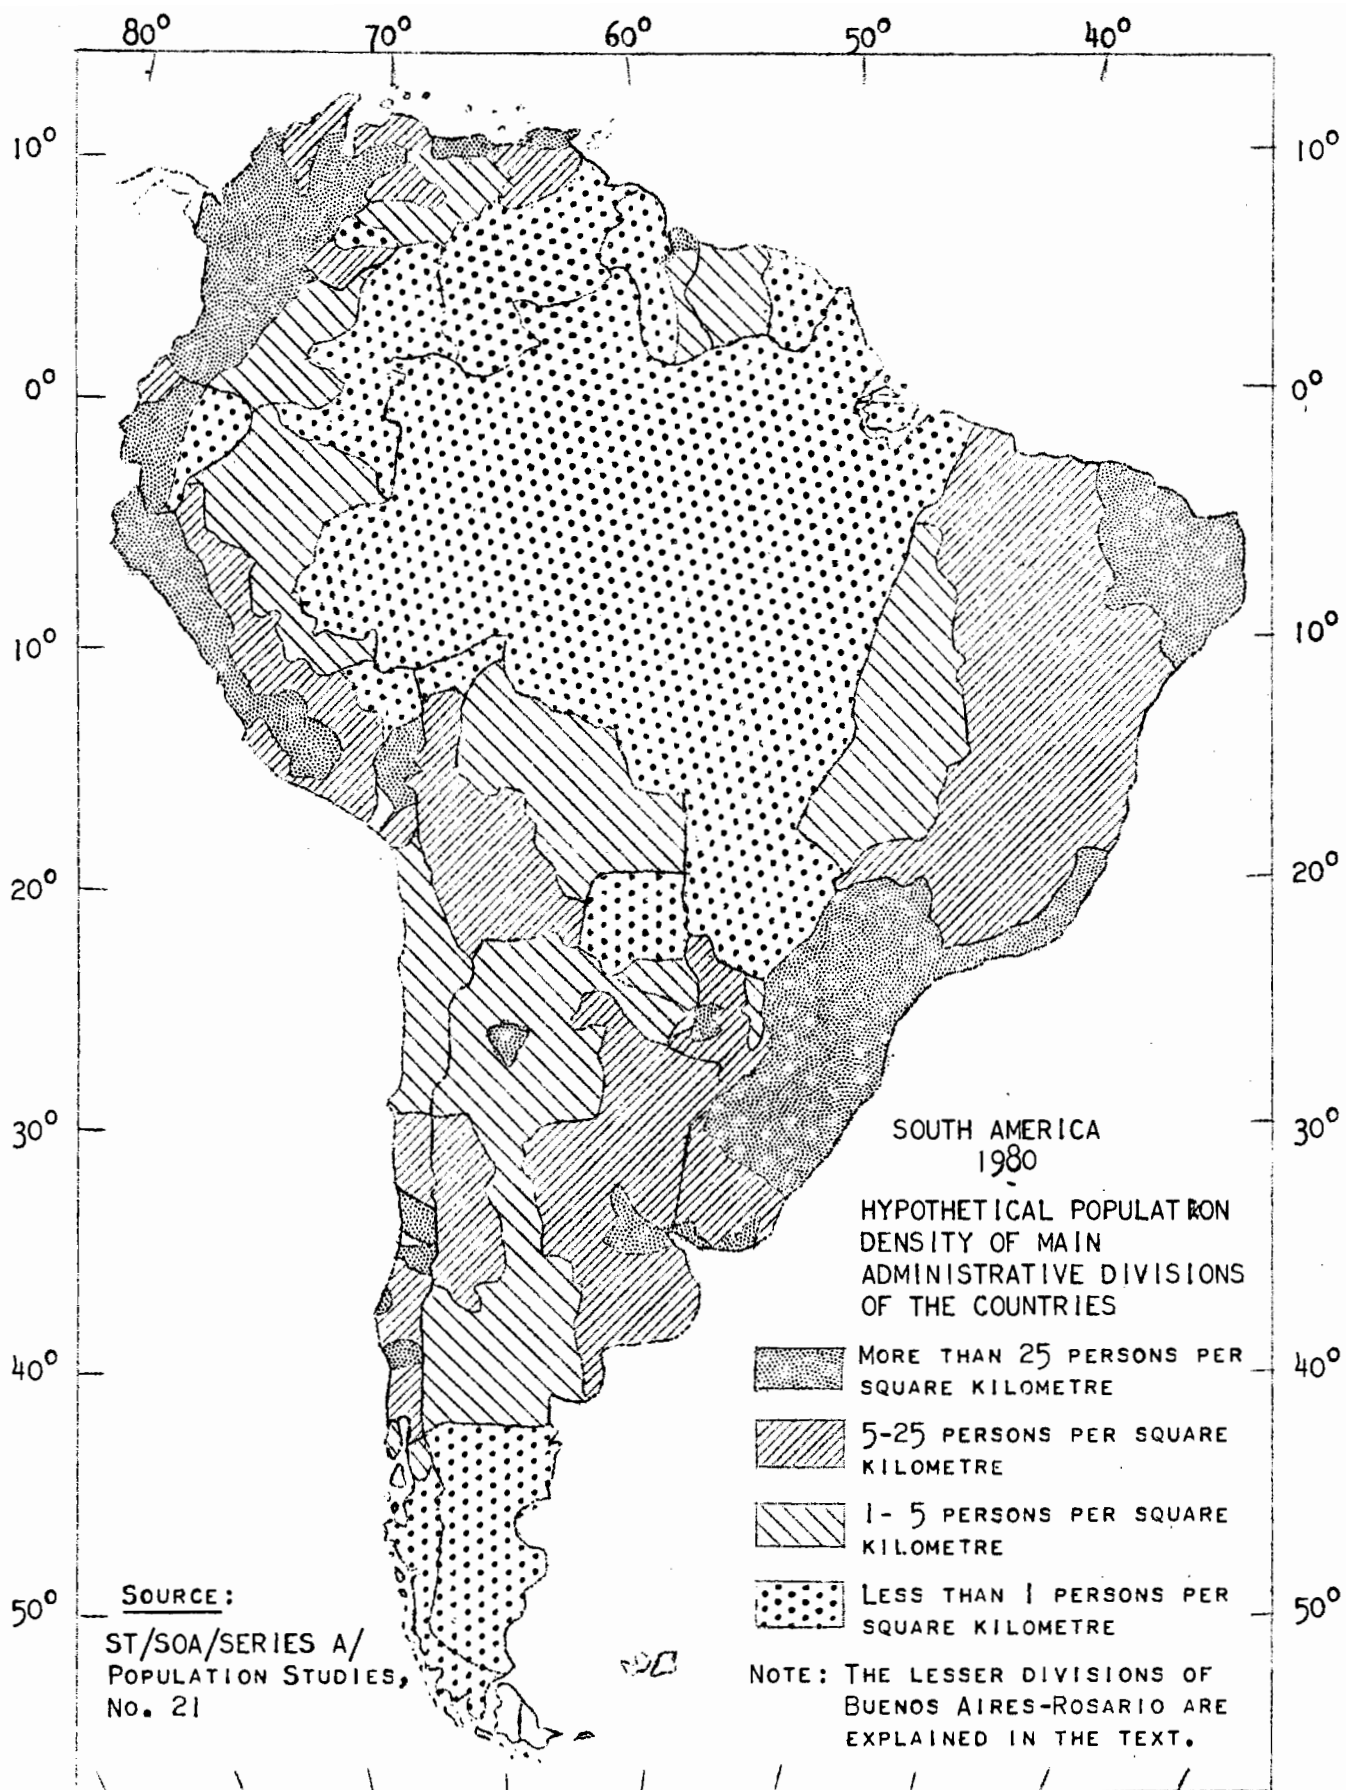 80° 70° 60° 50° 40°
10° 10°
0° 0°
10° 10°
20° 20°
30° 30°
SOUTH AMERICA
1980
HYPOTHETICAL POPULATION
DENSITY OF MAIN
ADMINISTRATIVE DIVISIONS
OF THE COUNTRIES
40° 40°
MORE THAN 25 PERSONS PER
SQUARE KILOMETRE
5-25 PERSONS PER SQUARE
KILOMETRE
1- 5 PERSONS PER SQUARE
KILOMETRE
LESS THAN 1 PERSONS PER
SQUARE KILOMETRE
50° 50°
SOURCE:
ST/SOA/SERIES A/
POPULATION STUDIES,
No. 21
NOTE: THE LESSER DIVISIONS OF
BUENOS AIRES-ROSARIO ARE
EXPLAINED IN THE TEXT.